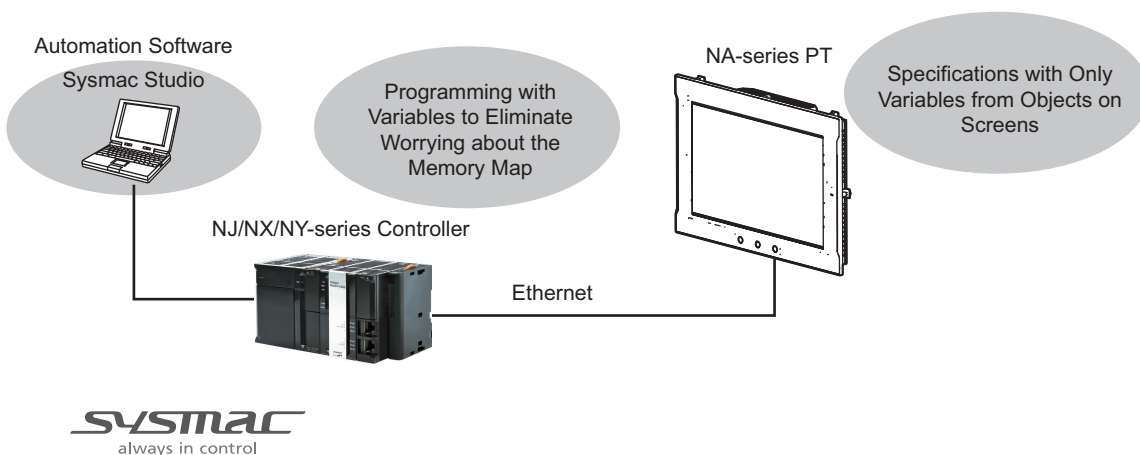 Automation Software
Sysmac Studio
Programming with
Variables to Eliminate
Worrying about the
Memory Map
NA-series PT
Specifications with Only
Variables from Objects on
Screens
NJ/NX/NY-series Controller
Ethernet
sysmac
always in control